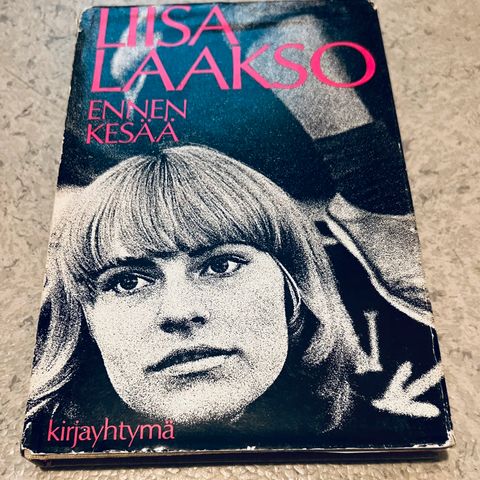 LIISA
LAAKSO
ENNEN
KESÄÄ
kirjayhtymä